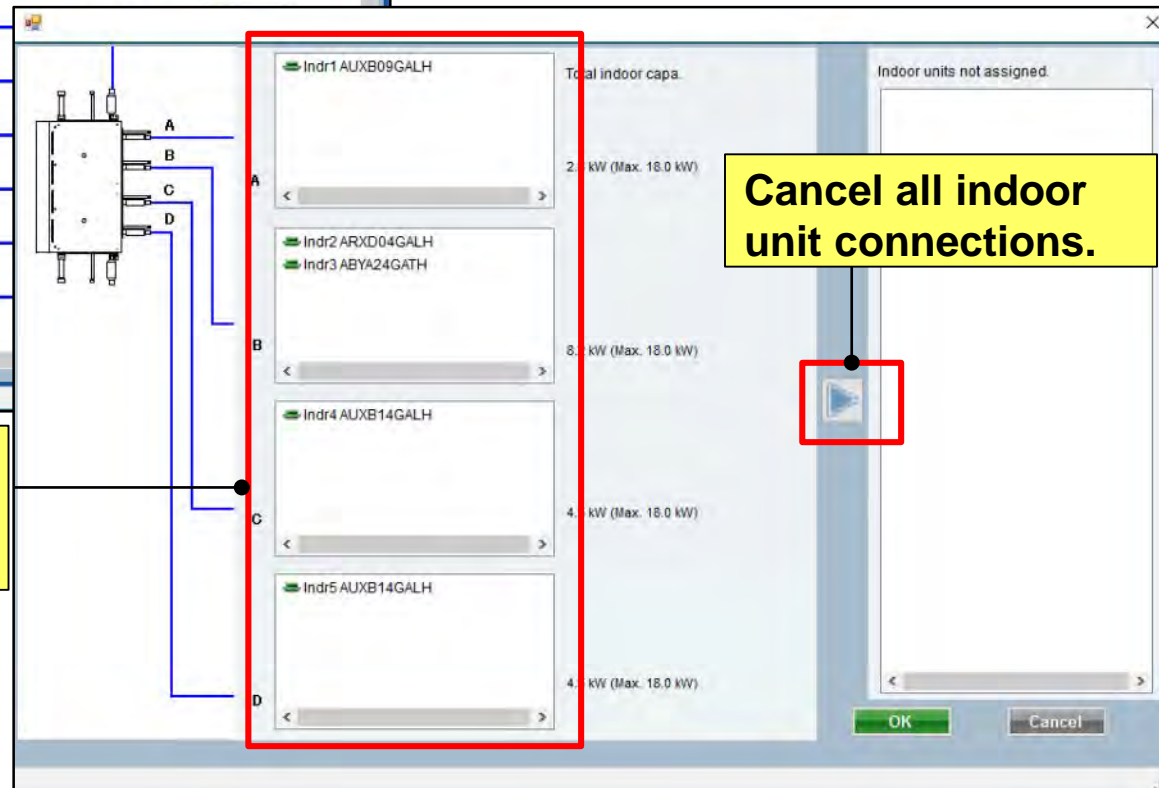 Indr1 AUXB09GALH
Total indoor capa.
Indoor units not assigned.
A
B
C
D
A
kW (Max. 18.0 kW)
Cancel all indoor
unit connections.
Indr2 ARXD04GALH
Indr3 ABYA24GATH
B
kW (Max. 18.0 kW)
Indr4 AUXB14GALH
C
kW (Max. 18.0 kW)
Indr5 AUXB14GALH
D
kW (Max. 18.0 kW)
OK
Cancel